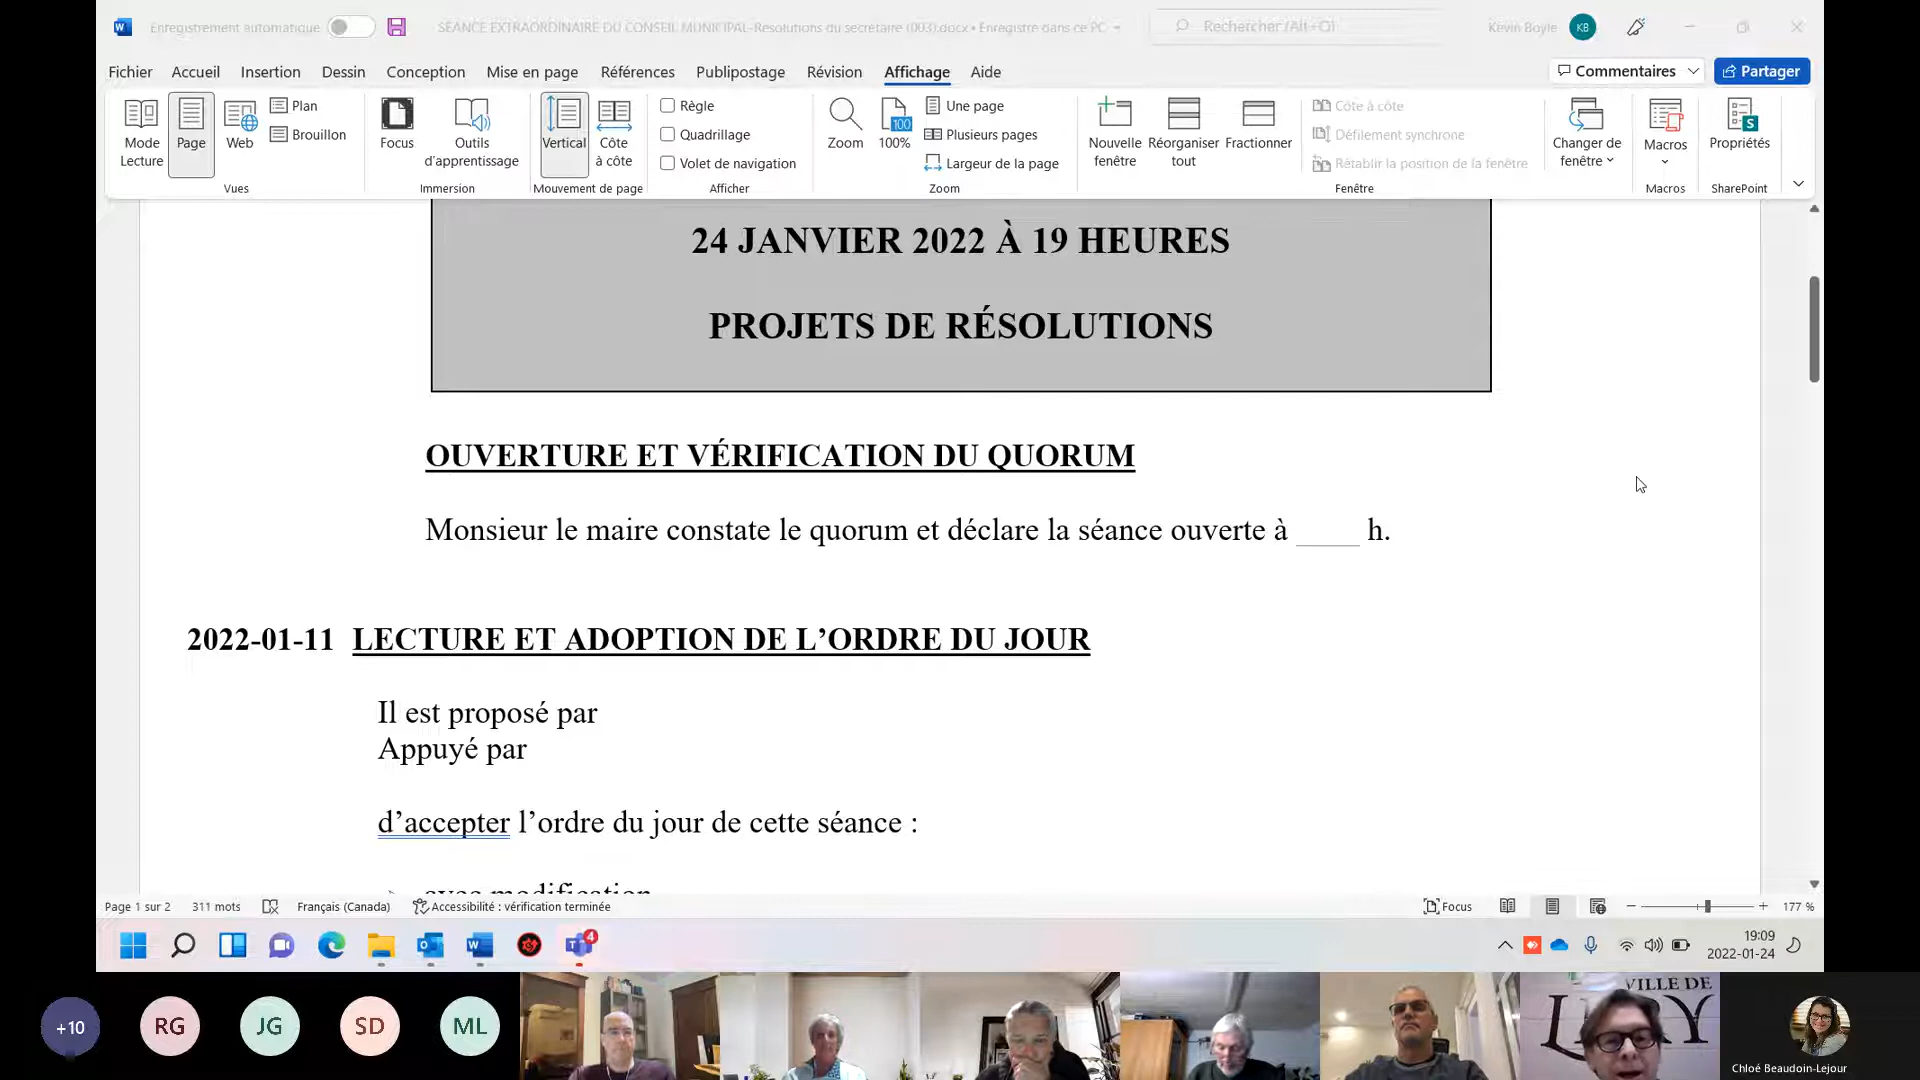 Enregistrement automatique
SÉANCE EXTRAORDINAIRE DU CONSEIL MUNICIPAL-Resolutions du secretaire (003).docx • Enregistré dans ce PC
Rechercher (Alt+Q)
Kevin Boyle
KB
Fichier Accueil Insertion Dessin Conception Mise en page Références Publipostage Révision Affichage Aide
Commentaires
Partager
Mode Lecture
Page
Web
Plan
Brouillon
Vues
Focus
Outils d'apprentissage
Immersion
Vertical
Côte à côte
Mouvement de page
Règle
Quadrillage
Volet de navigation
Afficher
Zoom
100
100%
Une page
Plusieurs pages
Largeur de la page
Zoom
Nouvelle fenêtre
Réorganiser tout
Fractionner
Côte à côte
Défilement synchrone
Rétablir la position de la fenêtre
Changer de fenêtre
Fenêtre
Macros
Macros
Propriétés
SharePoint
24 JANVIER 2022 À 19 HEURES
PROJETS DE RÉSOLUTIONS
OUVERTURE ET VÉRIFICATION DU QUORUM
Monsieur le maire constate le quorum et déclare la séance ouverte à ____ h.
2022-01-11 LECTURE ET ADOPTION DE L’ORDRE DU JOUR
Il est proposé par
Appuyé par
d’accepter l’ordre du jour de cette séance :
avec modification
Page 1 sur 2
311 mots
Français (Canada)
Accessibilité : vérification terminée
Focus
177 %
4
19:09
2022-01-24
+10
RG
JG
SD
ML
VILLE DE
LÉRY
Chloé Beaudoin-Lejour